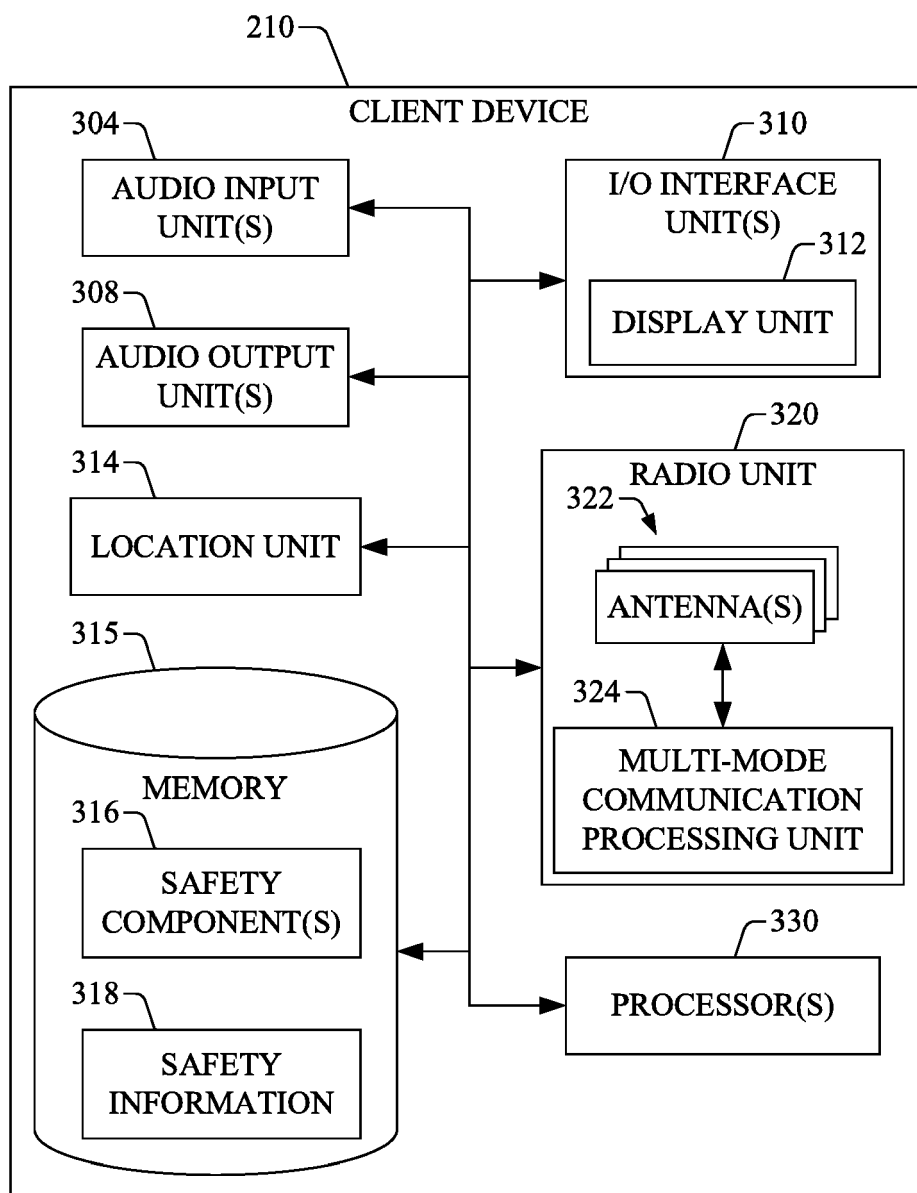 210
CLIENT DEVICE
304
AUDIO INPUT
UNIT(S)
308
AUDIO OUTPUT
UNIT(S)
314
LOCATION UNIT
315
MEMORY
316
SAFETY
COMPONENT(S)
318
SAFETY
INFORMATION
310
I/O INTERFACE
UNIT(S)
312
DISPLAY UNIT
320
RADIO UNIT
322
ANTENNA(S)
324
MULTI-MODE
COMMUNICATION
PROCESSING UNIT
330
PROCESSOR(S)